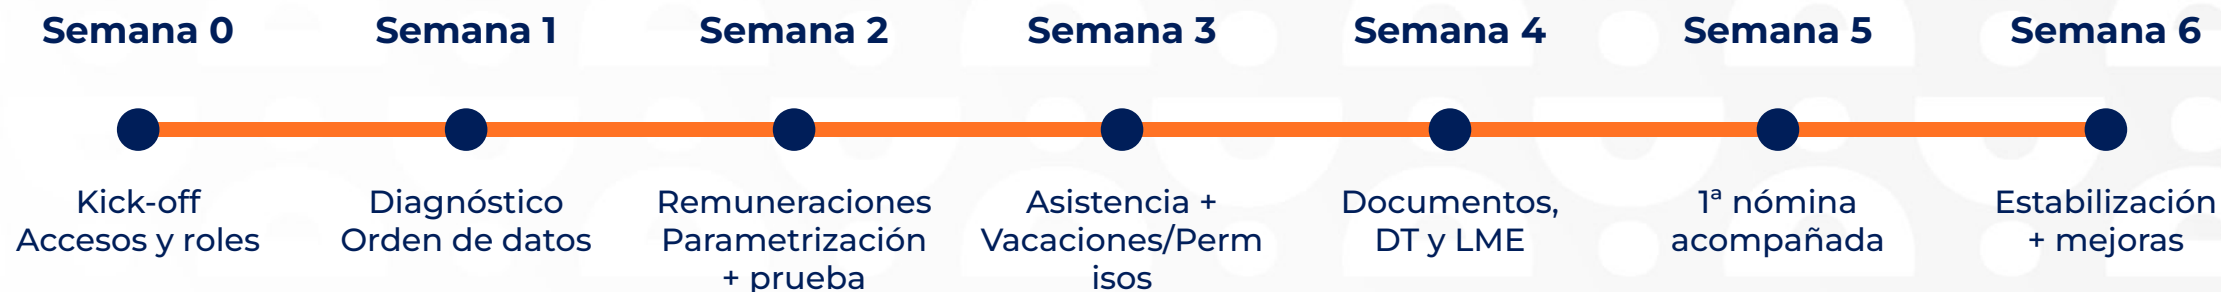 Semana 0
Semana 1
Semana 2
Semana 3
Semana 4
Semana 5
Semana 6
Kick-off
Accesos y roles
Diagnóstico
Orden de datos
Remuneraciones
Parametrización
+ prueba
Asistencia +
Vacaciones/Perm
isos
Documentos,
DT y LME
1ª nómina
acompañada
Estabilización
+ mejoras